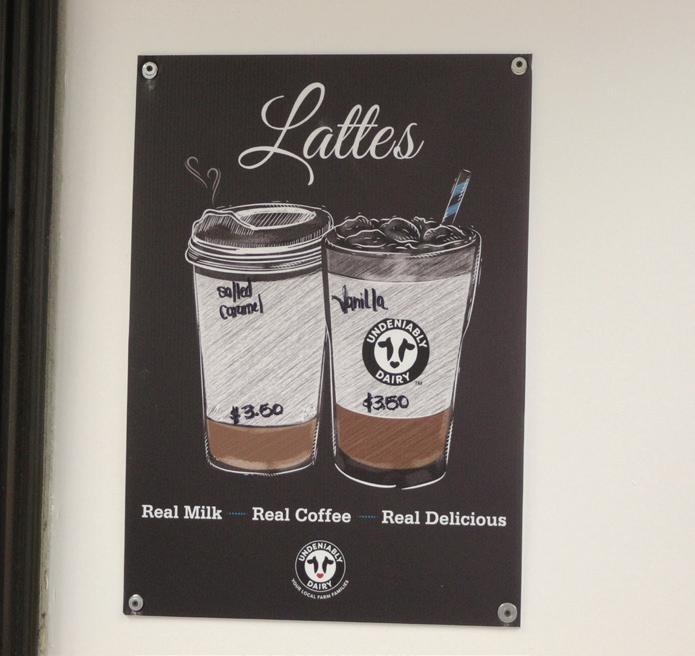 Lattes
Salted
Caramel
Vanilla
UNDENIABLY
DAIRY™
$3.50
$3.50
Real Milk ······ Real Coffee ······ Real Delicious
UNDENIABLY
DAIRY
YOUR LOCAL FARM FAMILIES